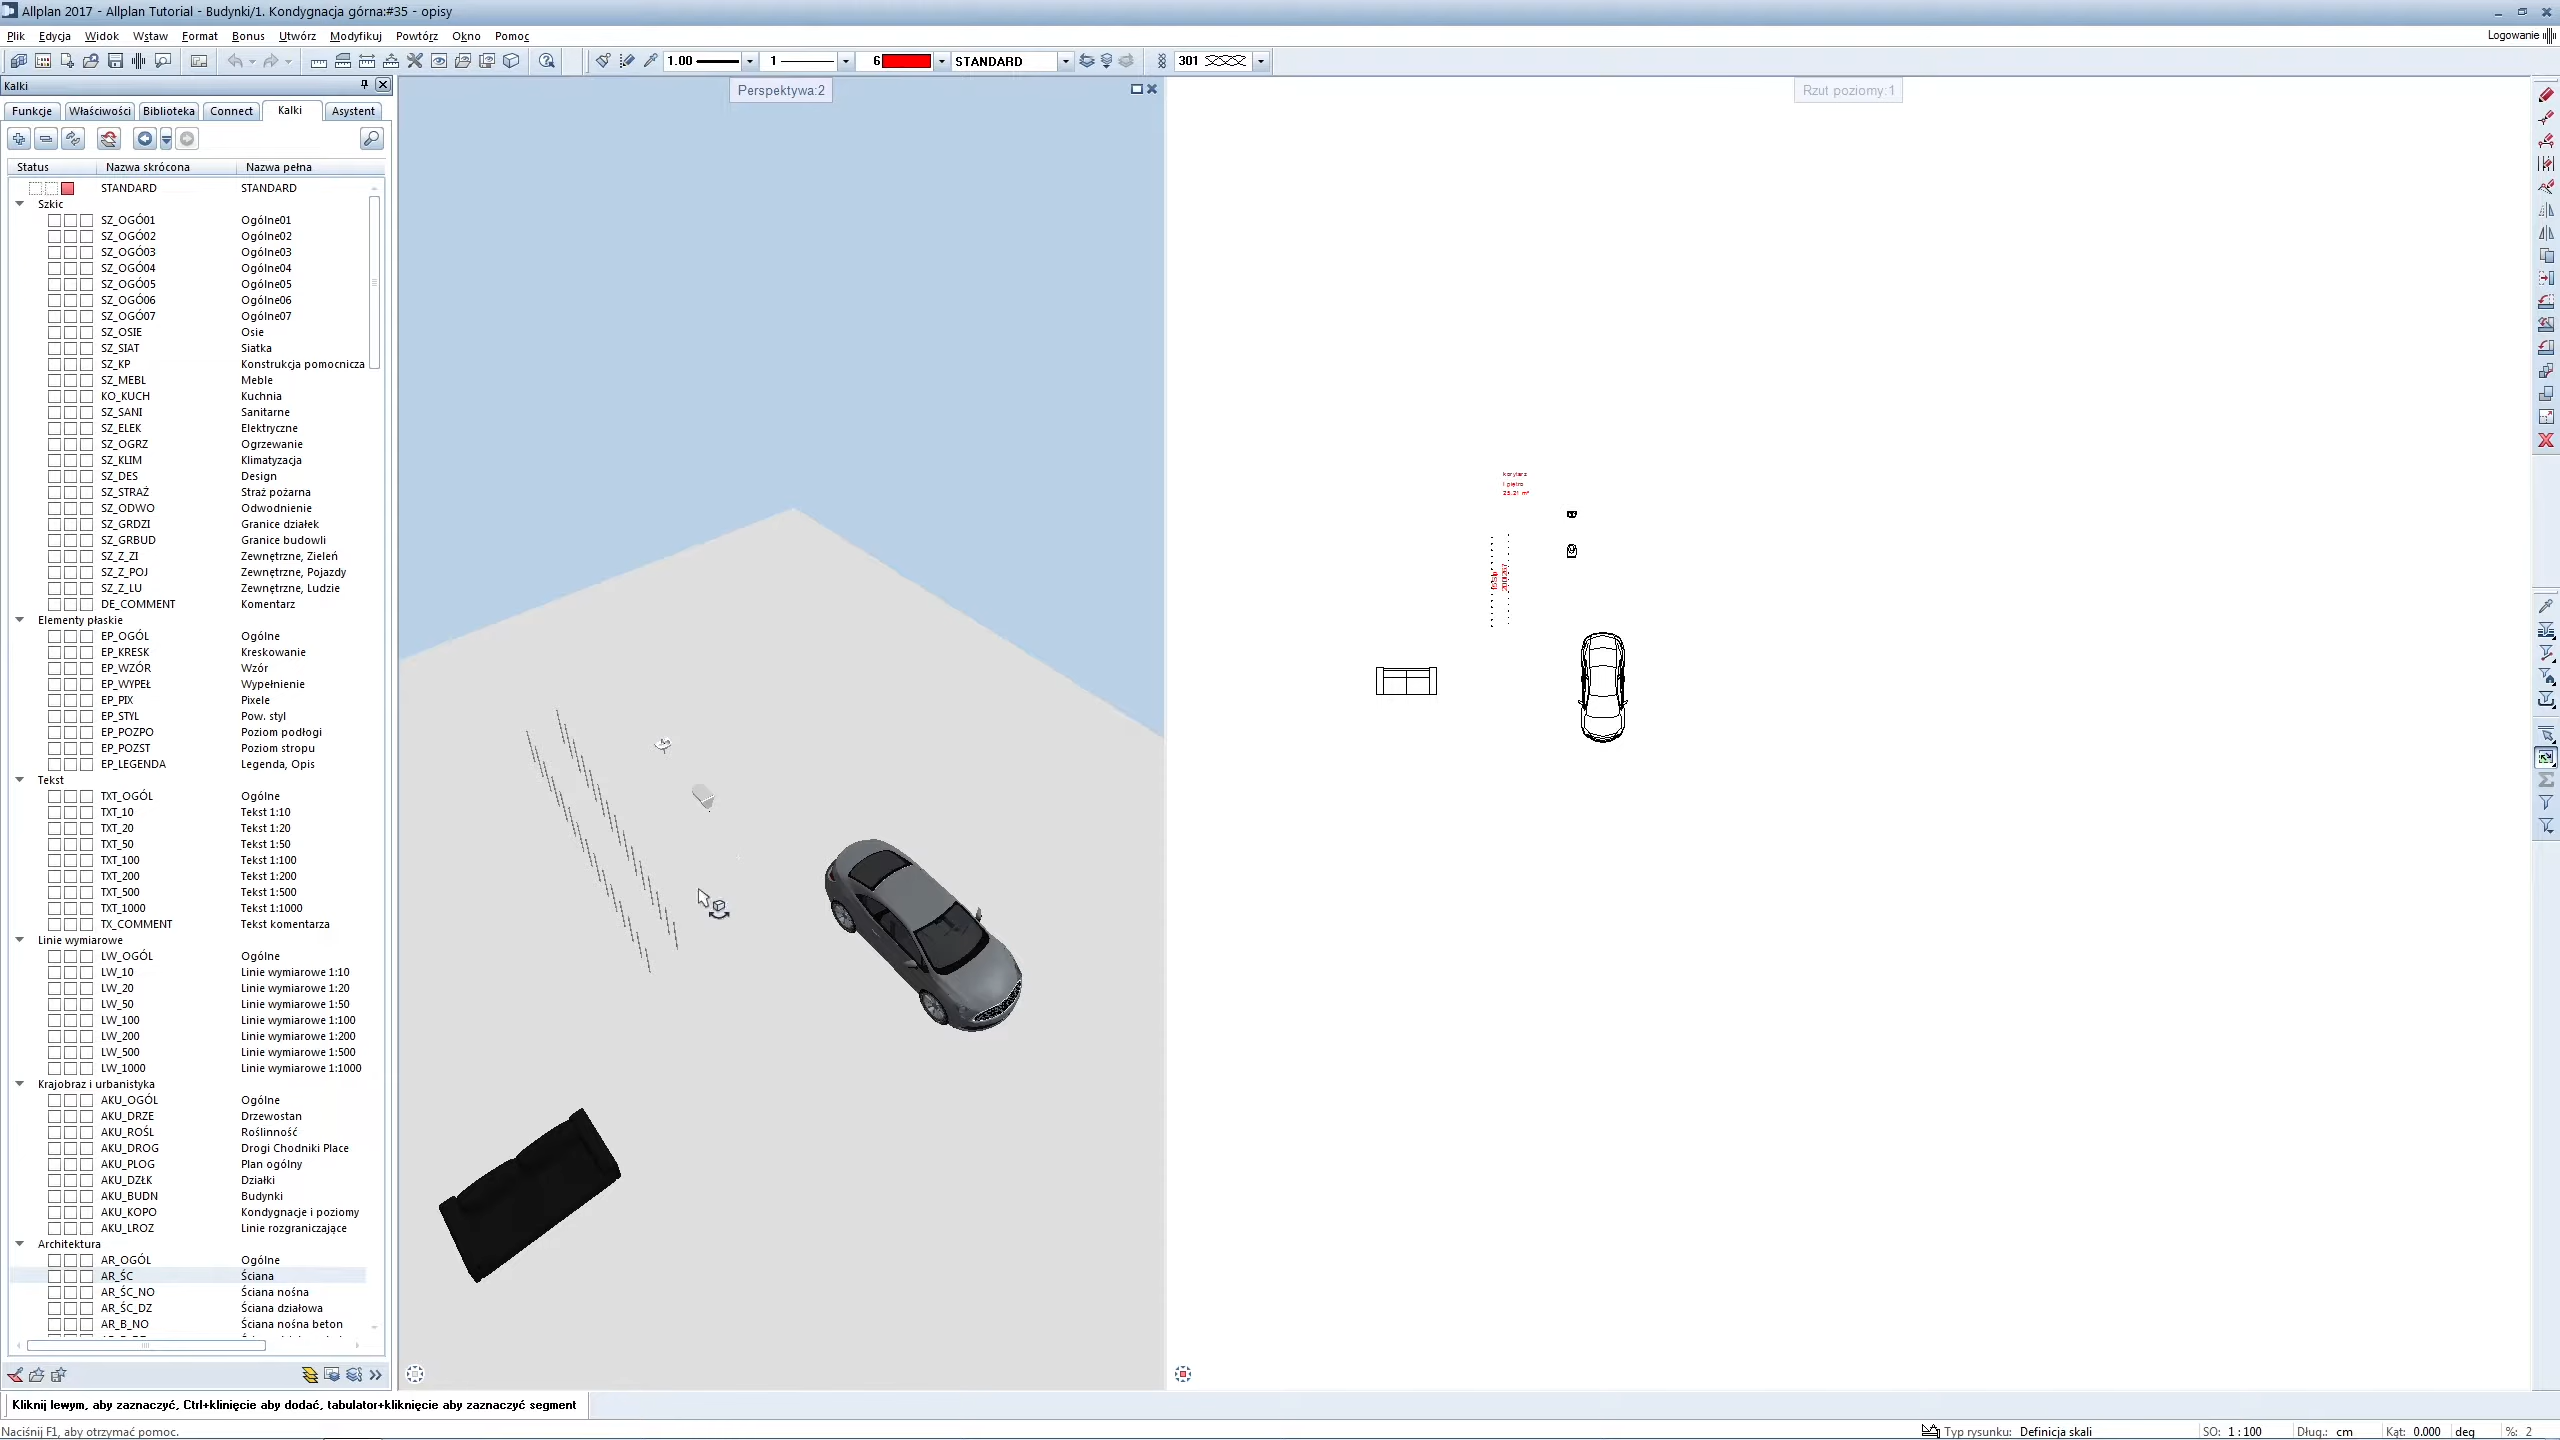 Allplan 2017 - Allplan Tutorial - Budynki/1. Kondygnacja górna:#35 - opisy
Plik Edycja Widok Wstaw Format Bonus Utwórz Modyfikuj Powtórz Okno Pomoc
Logowanie
1.00 1 6 STANDARD 301
Kalki
Funkcje Właściwości Biblioteka Connect Kalki Asystent
Perspektywa:2
Rzut poziomy:1
Status Nazwa skrócona Nazwa pełna
STANDARD STANDARD
Szkic
SZ_OGÓ01 Ogólne01
SZ_OGÓ02 Ogólne02
SZ_OGÓ03 Ogólne03
SZ_OGÓ04 Ogólne04
SZ_OGÓ05 Ogólne05
SZ_OGÓ06 Ogólne06
SZ_OGÓ07 Ogólne07
SZ_OSIE Osie
SZ_SIAT Siatka
SZ_KP Konstrukcja pomocnicza
SZ_MEBL Meble
KO_KUCH Kuchnia
SZ_SANI Sanitarne
SZ_ELEK Elektryczne
SZ_OGRZ Ogrzewanie
SZ_KLIM Klimatyzacja
SZ_DES Design
SZ_STRAŻ Straż pożarna
SZ_ODWO Odwodnienie
SZ_GRDZI Granice działek
SZ_GRBUD Granice budowli
SZ_Z_ZI Zewnętrzne, Zieleń
SZ_Z_POJ Zewnętrzne, Pojazdy
SZ_Z_LU Zewnętrzne, Ludzie
DE_COMMENT Komentarz
Elementy płaskie
EP_OGÓL Ogólne
EP_KRESK Kreskowanie
EP_WZÓR Wzór
EP_WYPEŁ Wypełnienie
EP_PIX Pixele
EP_STYL Pow. styl
EP_POZPO Poziom podłogi
EP_POZST Poziom stropu
EP_LEGENDA Legenda, Opis
Tekst
TXT_OGÓL Ogólne
TXT_10 Tekst 1:10
TXT_20 Tekst 1:20
TXT_50 Tekst 1:50
TXT_100 Tekst 1:100
TXT_200 Tekst 1:200
TXT_500 Tekst 1:500
TXT_1000 Tekst 1:1000
TX_COMMENT Tekst komentarza
Linie wymiarowe
LW_OGÓL Ogólne
LW_10 Linie wymiarowe 1:10
LW_20 Linie wymiarowe 1:20
LW_50 Linie wymiarowe 1:50
LW_100 Linie wymiarowe 1:100
LW_200 Linie wymiarowe 1:200
LW_500 Linie wymiarowe 1:500
LW_1000 Linie wymiarowe 1:1000
Krajobraz i urbanistyka
AKU_OGÓL Ogólne
AKU_DRZE Drzewostan
AKU_ROŚL Roślinność
AKU_DROG Drogi Chodniki Place
AKU_PLOG Plan ogólny
AKU_DZŁK Działki
AKU_BUDN Budynki
AKU_KOPO Kondygnacje i poziomy
AKU_LROZ Linie rozgraniczające
Architektura
AR_OGÓL Ogólne
AR_ŚC Ściana
AR_ŚC_NO Ściana nośna
AR_ŚC_DZ Ściana działowa
AR_B_NO Ściana nośna beton
korytarz
I piętro
25.21 m²
Kliknij lewym, aby zaznaczyć, Ctrl+klinięcie aby dodać, tabulator+kliknięcie aby zaznaczyć segment
Naciśnij F1, aby otrzymać pomoc.
Typ rysunku: Definicja skali SO: 1 : 100 Dług.: cm Kąt: 0.000 deg %: 2